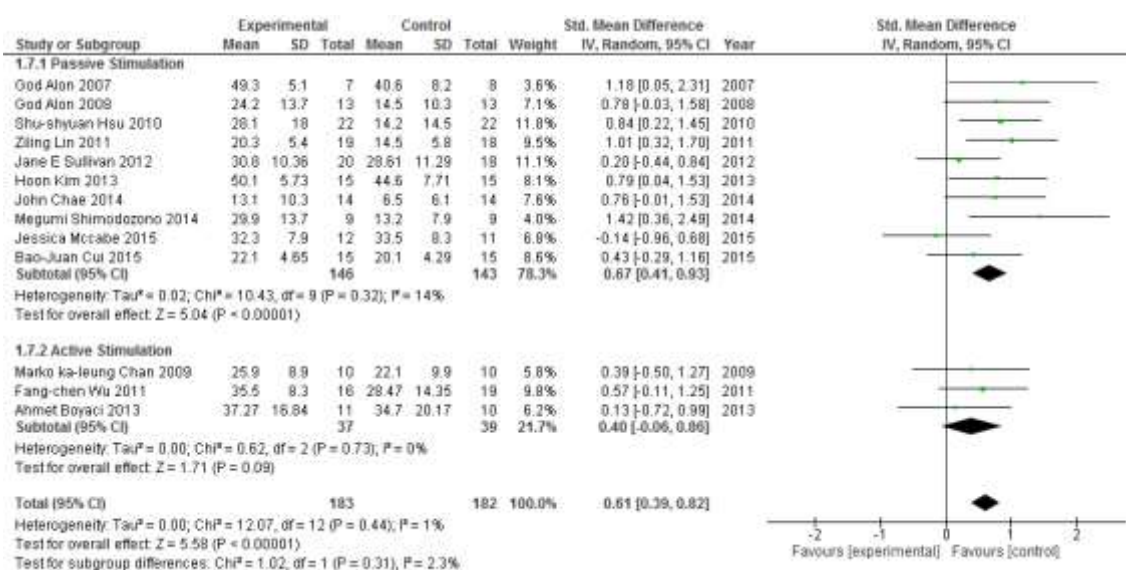 Experimental Control Std. Mean Difference Std. Mean Difference
Study or Subgroup Mean SD Total Mean SD Total Weight IV, Random, 95% CI Year IV, Random, 95% CI
1.7.1 Passive Stimulation
God Alon 2007 49.3 5.1 7 40.6 8.2 8 3.6% 1.18 [0.05, 2.31] 2007
God Alon 2008 24.2 13.7 13 14.5 10.3 13 7.1% 0.78 [-0.03, 1.58] 2008
Shu-shyuan Hsu 2010 28.1 18 22 14.2 14.5 22 11.8% 0.84 [0.22, 1.45] 2010
Ziling Lin 2011 20.3 5.4 19 14.5 5.8 18 9.5% 1.01 [0.32, 1.70] 2011
Jane E Sullivan 2012 30.8 10.36 20 28.61 11.29 18 11.1% 0.20 [-0.44, 0.84] 2012
Hoon Kim 2013 50.1 5.73 15 44.6 7.71 15 8.1% 0.79 [0.04, 1.53] 2013
John Chae 2014 13.1 10.3 14 6.5 6.1 14 7.6% 0.76 [-0.01, 1.53] 2014
Megumi Shimodozono 2014 29.9 13.7 9 13.2 7.9 9 4.0% 1.42 [0.36, 2.49] 2014
Jessica Mccabe 2015 32.3 7.9 12 33.5 8.3 11 6.8% -0.14 [-0.96, 0.68] 2015
Bao-Juan Cui 2015 22.1 4.65 15 20.1 4.29 15 8.6% 0.43 [-0.29, 1.16] 2015
Subtotal (95% CI) 146 143 78.3% 0.67 [0.41, 0.93]
Heterogeneity: Tau² = 0.02; Chi² = 10.43, df = 9 (P = 0.32); I² = 14%
Test for overall effect: Z = 5.04 (P < 0.00001)
1.7.2 Active Stimulation
Marko ka-leung Chan 2009 25.9 8.9 10 22.1 9.9 10 5.8% 0.39 [-0.50, 1.27] 2009
Fang-chen Wu 2011 35.5 8.3 16 28.47 14.35 19 9.8% 0.57 [-0.11, 1.25] 2011
Ahmet Boyaci 2013 37.27 16.84 11 34.7 20.17 10 6.2% 0.13 [-0.72, 0.99] 2013
Subtotal (95% CI) 37 39 21.7% 0.40 [-0.06, 0.86]
Heterogeneity: Tau² = 0.00; Chi² = 0.62, df = 2 (P = 0.73); I² = 0%
Test for overall effect: Z = 1.71 (P = 0.09)
Total (95% CI) 183 182 100.0% 0.61 [0.39, 0.82]
Heterogeneity: Tau² = 0.00; Chi² = 12.07, df = 12 (P = 0.44); I² = 1%
Test for overall effect: Z = 5.58 (P < 0.00001)
Test for subgroup differences: Chi² = 1.02, df = 1 (P = 0.31), I² = 2.3%
-2 -1 0 1 2
Favours [experimental] Favours [control]